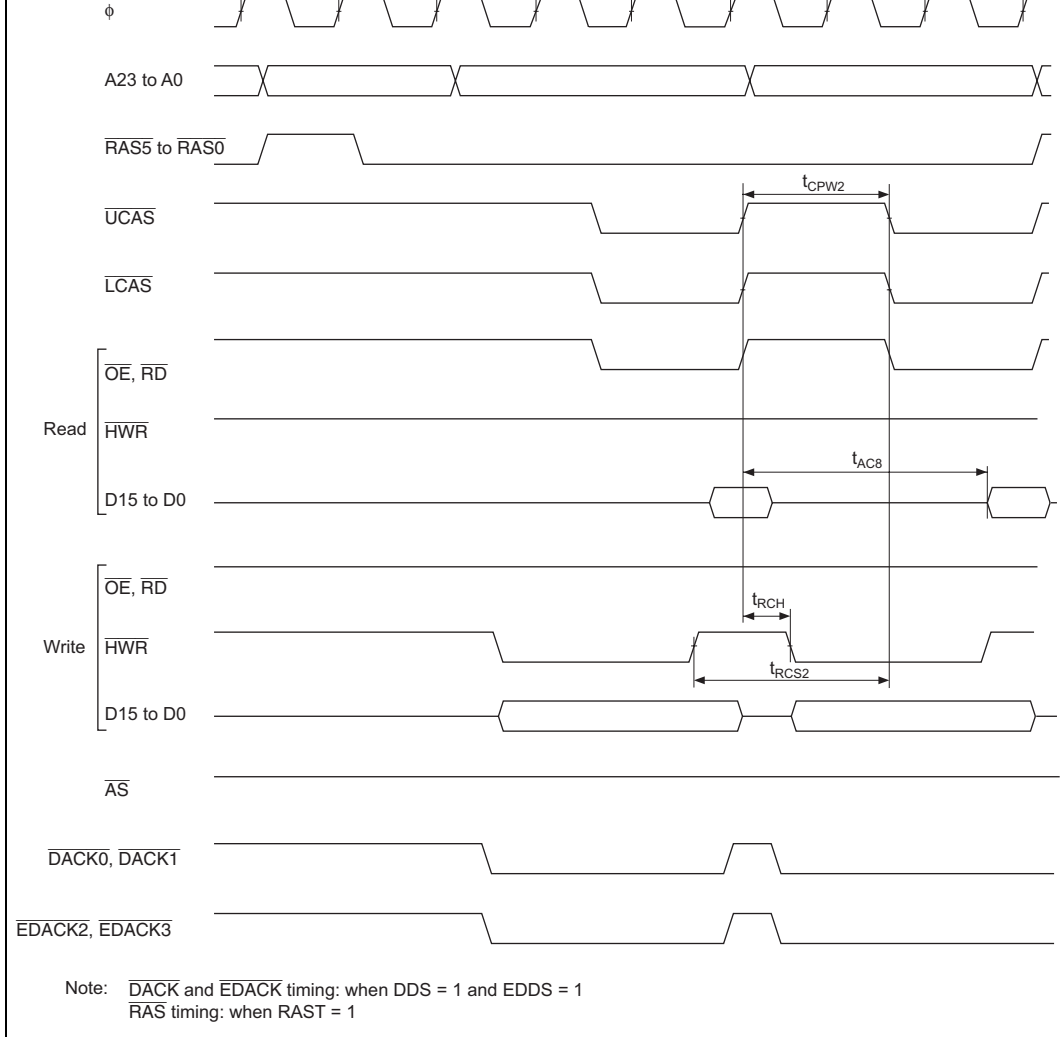 ϕ
A23 to A0
RAS5 to RAS0
tCPW2
UCAS
LCAS
OE, RD
Read
HWR
tAC8
D15 to D0
OE, RD
tRCH
Write
HWR
tRCS2
D15 to D0
AS
DACK0, DACK1
EDACK2, EDACK3
Note: DACK and EDACK timing: when DDS = 1 and EDDS = 1
RAS timing: when RAST = 1